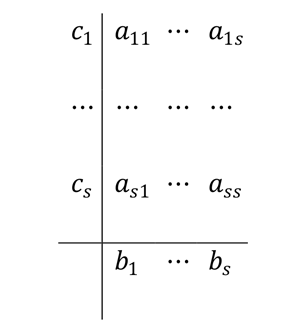 c₁ a₁₁ ⋯ a₁ₛ
⋯ ⋯ ⋯ ⋯
cₛ aₛ₁ ⋯ aₛₛ
b₁ ⋯ bₛ